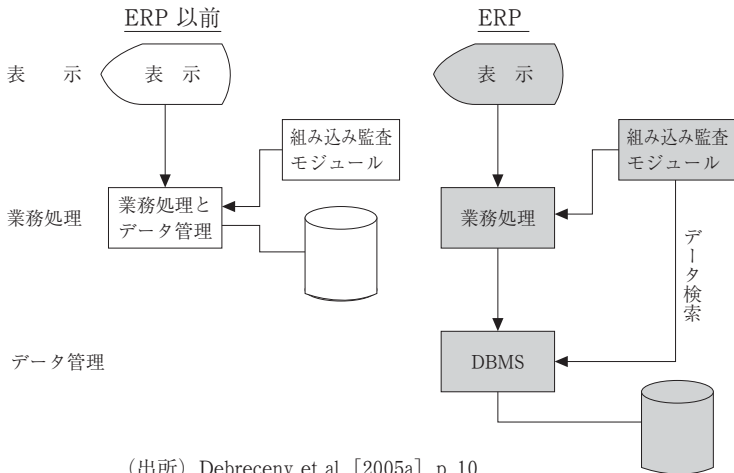 ERP 以前
ERP
表 示
表 示
表 示
組み込み監査
モジュール
組み込み監査
モジュール
業務処理
業務処理と
データ管理
業務処理
データ検索
データ管理
DBMS
(出所) Debreceny et al. [2005a] p. 10